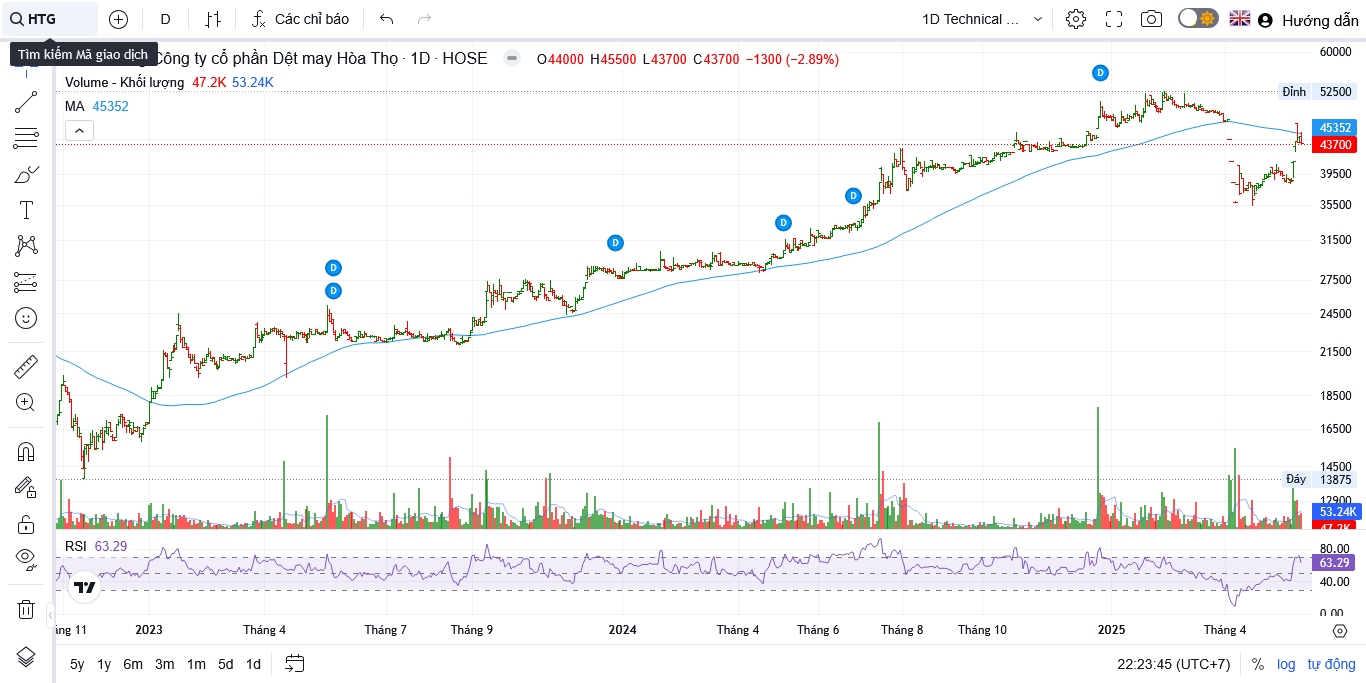 HTG D Các chỉ báo 1D Technical ... Hướng dẫn
Tìm kiếm Mã giao dịch
Công ty cổ phần Dệt may Hòa Thọ · 1D · HOSE O44000 H45500 L43700 C43700 −1300 (−2.89%)
Volume - Khối lượng 47.2K 53.24K
MA 45352
D
D
D
D
D
D
60000
Đỉnh 52500
45352
43700
39500
35500
31500
27500
24500
21500
18500
16500
14500
Đáy 13875
12900
53.24K
47.2K
RSI 63.29
80.00
63.29
40.00
0.00
ng 11 2023 Tháng 4 Tháng 7 Tháng 9 2024 Tháng 4 Tháng 6 Tháng 8 Tháng 10 2025 Tháng 4
5y 1y 6m 3m 1m 5d 1d 22:23:45 (UTC+7) % log tự động